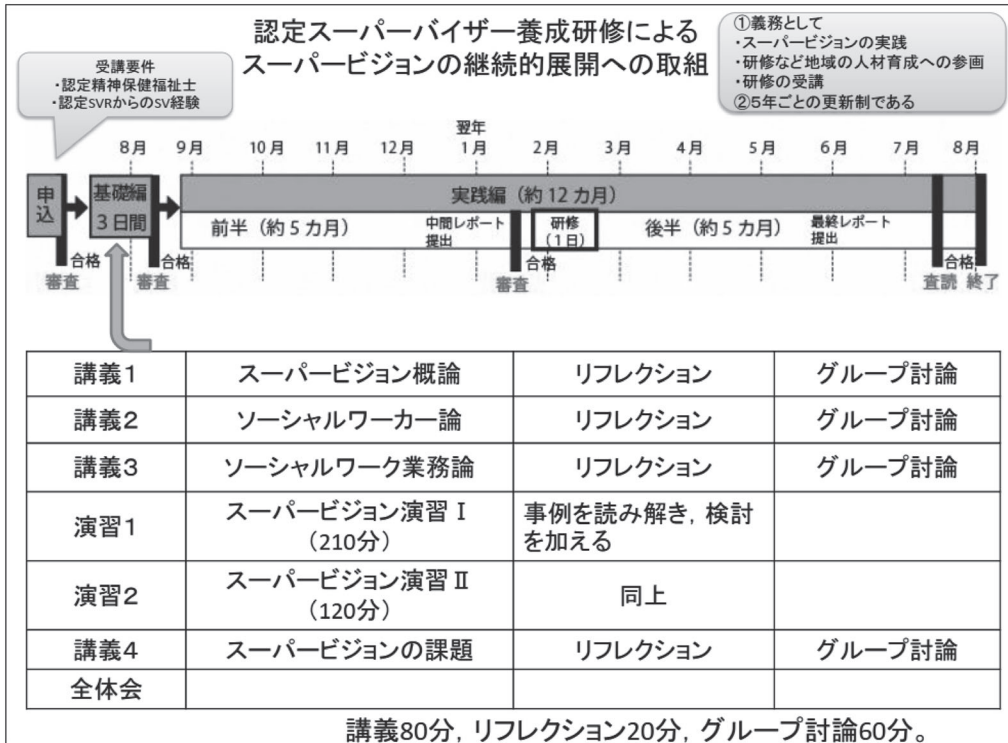 認定スーパーバイザー養成研修による
スーパービジョンの継続的展開への取組
受講要件
・認定精神保健福祉士
・認定SVRからのSV経験
①義務として
・スーパービジョンの実践
・研修など地域の人材育成への参画
・研修の受講
②5年ごとの更新制である
翌年
8月 9月 10月 11月 12月 1月 2月 3月 4月 5月 6月 7月 8月
申込
基礎編
3日間
実践編（約12カ月）
前半（約5カ月）
中間レポート
提出
研修
（1日）
後半（約5カ月）
最終レポート
提出
合格 合格 合格 合格
審査 審査 審査 査読 終了
講義1 スーパービジョン概論 リフレクション グループ討論
講義2 ソーシャルワーカー論 リフレクション グループ討論
講義3 ソーシャルワーク業務論 リフレクション グループ討論
演習1 スーパービジョン演習Ⅰ
（210分） 事例を読み解き，検討
を加える
演習2 スーパービジョン演習Ⅱ
（120分） 同上
講義4 スーパービジョンの課題 リフレクション グループ討論
全体会
講義80分，リフレクション20分，グループ討論60分。